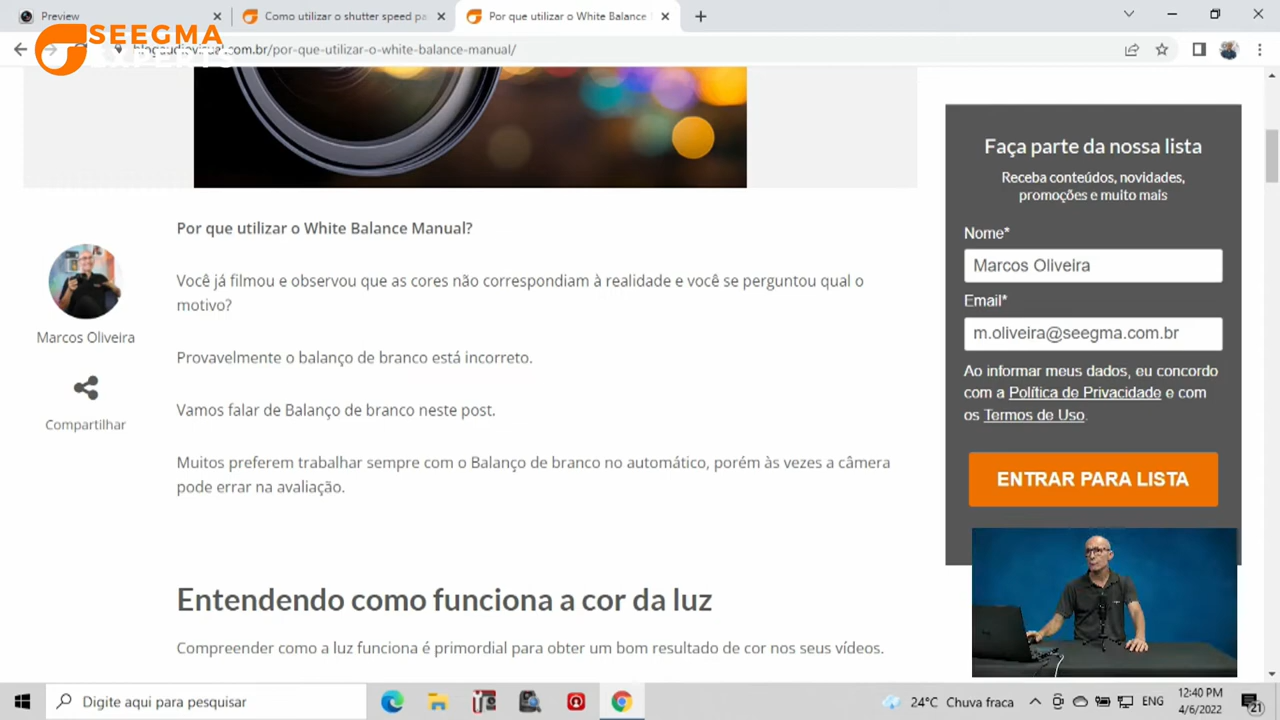 Preview
Como utilizar o shutter speed pa
Por que utilizar o White Balance
SEEGMA
EXPERTS
blogaudiovisual.com.br/por-que-utilizar-o-white-balance-manual/
Por que utilizar o White Balance Manual?
Você já filmou e observou que as cores não correspondiam à realidade e você se perguntou qual o
motivo?
Marcos Oliveira
Provavelmente o balanço de branco está incorreto.
Vamos falar de Balanço de branco neste post.
Compartilhar
Muitos preferem trabalhar sempre com o Balanço de branco no automático, porém às vezes a câmera
pode errar na avaliação.
Entendendo como funciona a cor da luz
Compreender como a luz funciona é primordial para obter um bom resultado de cor nos seus vídeos.
Faça parte da nossa lista
Receba conteúdos, novidades,
promoções e muito mais
Nome*
Marcos Oliveira
Email*
m.oliveira@seegma.com.br
Ao informar meus dados, eu concordo
com a Política de Privacidade e com
os Termos de Uso.
ENTRAR PARA LISTA
Digite aqui para pesquisar
24°C Chuva fraca
ENG
12:40 PM
4/6/2022
21